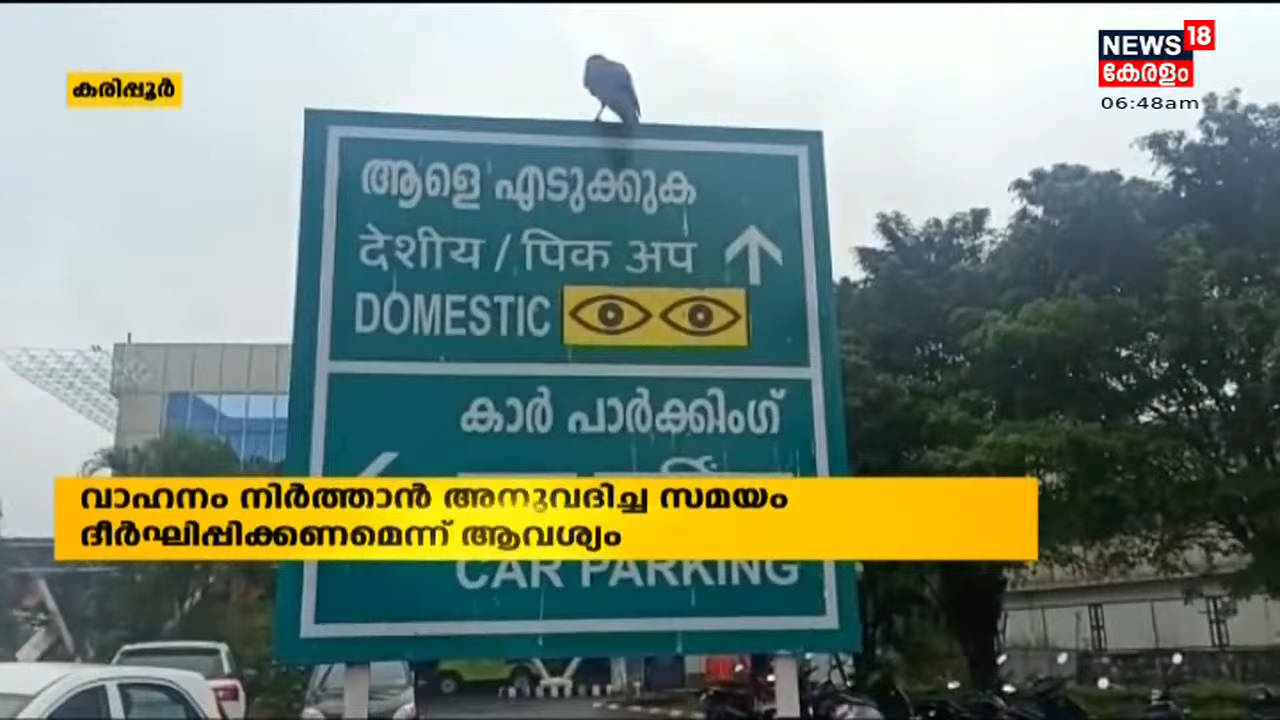 കരിപ്പൂർ
NEWS 18
കേരളം
06:48am
ആളെ എടുക്കുക
देशीय / पिक अप
DOMESTIC
കാർ പാർക്കിംഗ്
വാഹനം നിർത്താൻ അനുവദിച്ച സമയം
ദീർഘിപ്പിക്കണമെന്ന് ആവശ്യം
CAR PARKING